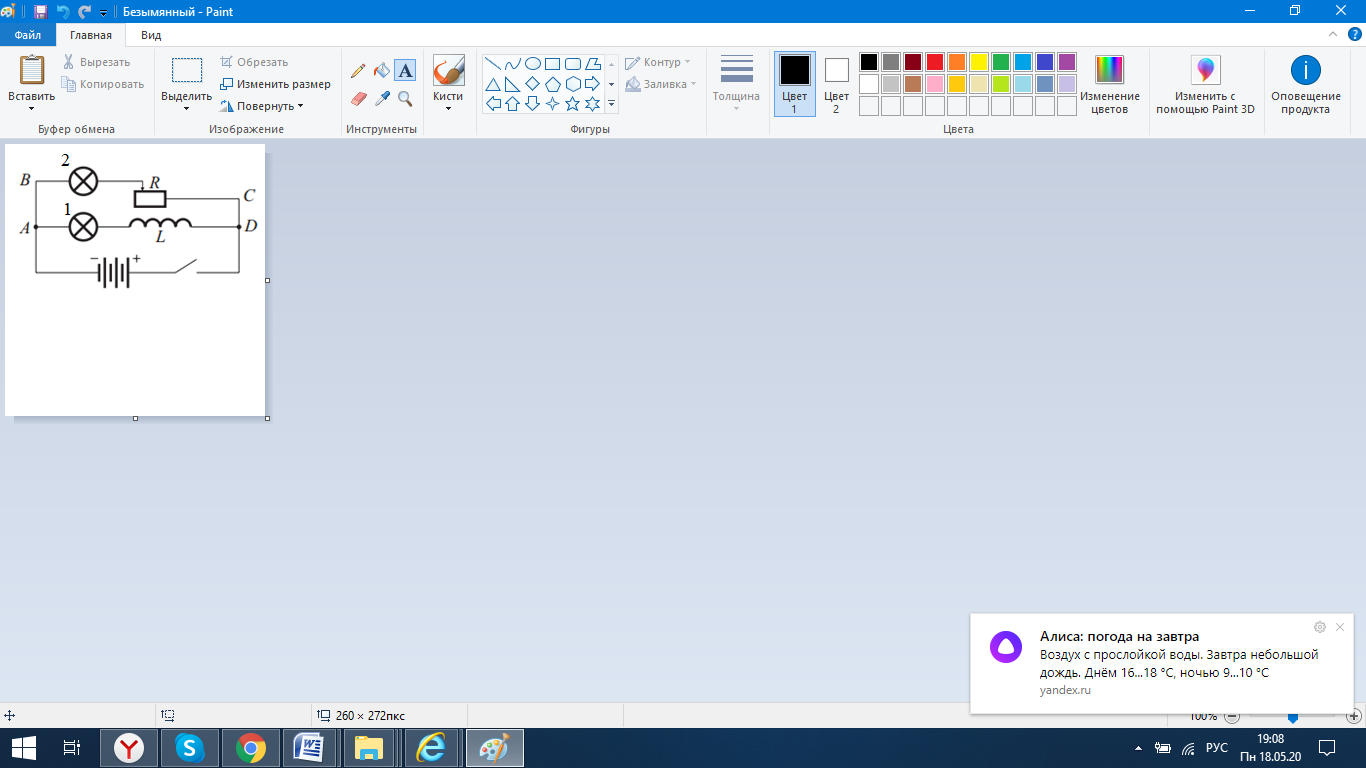 Безымянный - Paint
Файл
Главная
Вид
Вставить
Вырезать
Копировать
Буфер обмена
Выделить
Обрезать
Изменить размер
Повернуть
Изображение
A
Инструменты
Кисти
Контур
Заливка
Фигуры
Толщина
Цвет
1
Цвет
2
Цвета
Изменение
цветов
Изменить с
помощью Paint 3D
Оповещение
продукта
2
B
R
C
1
A
L
D
− +
Алиса: погода на завтра
Воздух с прослойкой воды. Завтра небольшой
дождь. Днём 16...18 °C, ночью 9...10 °C
yandex.ru
260 × 272пкс
100%
РУС
19:08
Пн 18.05.20